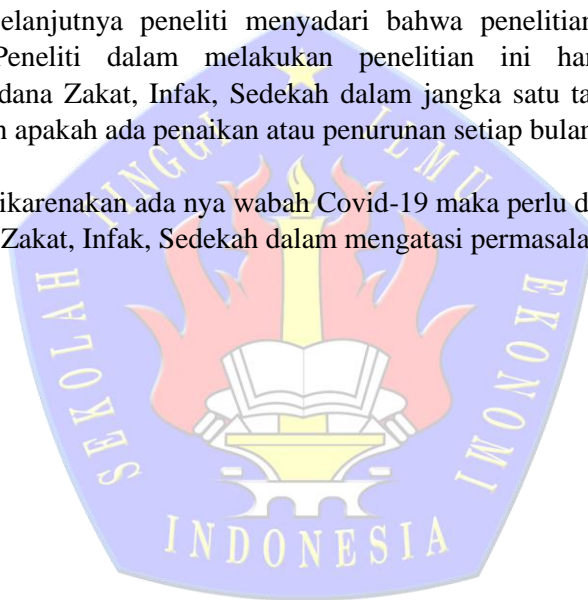 elanjutnya peneliti menyadari bahwa penelitian
Peneliti dalam melakukan penelitian ini har
dana Zakat, Infak, Sedekah dalam jangka satu ta
apakah ada penaikan atau penurunan setiap bulan
ikarenakan ada nya wabah Covid-19 maka perlu d
Zakat, Infak, Sedekah dalam mengatasi permasala
SEKOLAH TINGGI ILMU EKONOMI
INDONESIA